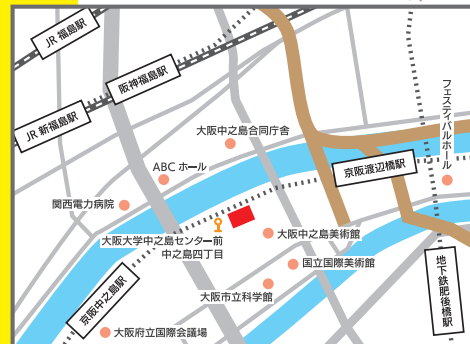 JR 福島駅
阪神福島駅
JR 新福島駅
フェスティバルホール
大阪中之島合同庁舎
ABC ホール
京阪渡辺橋駅
関西電力病院
大阪大学中之島センター前
中之島四丁目
大阪中之島美術館
国立国際美術館
大阪市立科学館
京阪中之島駅
地下鉄肥後橋駅
大阪府立国際会議場